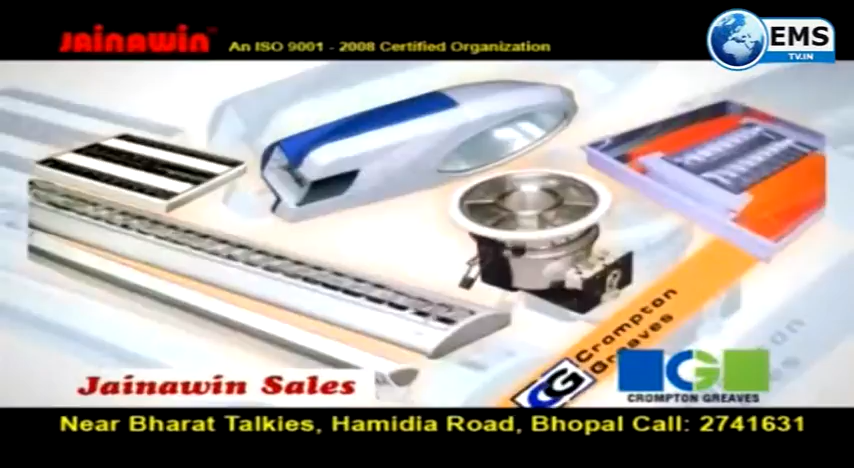 JAINAWIN
An ISO 9001 - 2008 Certified Organization
EMS
TV.IN
Crompton
Greaves
CG
CG
CROMPTON GREAVES
Jainawin Sales
Near Bharat Talkies, Hamidia Road, Bhopal Call: 2741631